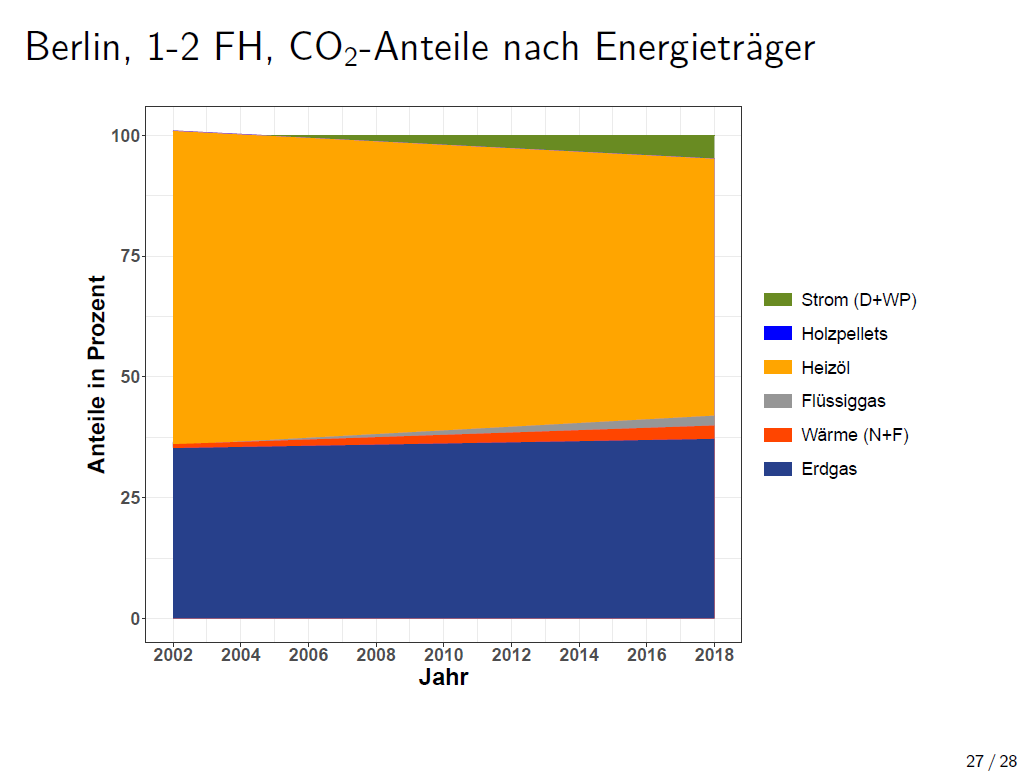 Berlin, 1-2 FH, CO₂-Anteile nach Energieträger
100
75
50
25
0
Anteile in Prozent
2002 2004 2006 2008 2010 2012 2014 2016 2018
Jahr
Strom (D+WP)
Holzpellets
Heizöl
Flüssiggas
Wärme (N+F)
Erdgas
27 / 28